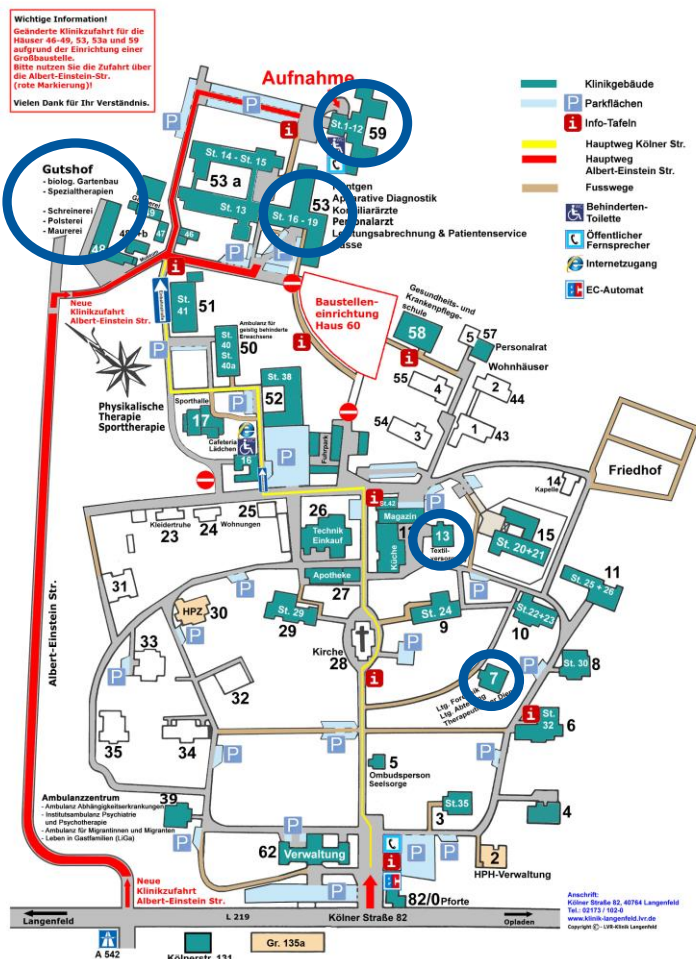 Wichtige Information!
Geänderte Klinikzufahrt für die
Häuser 46-49, 53, 53a und 59
aufgrund der Einrichtung einer
Großbaustelle.
Bitte nutzen Sie die Zufahrt über
die Albert-Einstein-Str.
(rote Markierung)!
Vielen Dank für Ihr Verständnis.
Aufnahme
St.1-12
59
Klinikgebäude
P Parkflächen
i Info-Tafeln
Hauptweg Kölner Str.
Hauptweg
Albert-Einstein Str.
Fusswege
Behinderten-
Toilette
Öffentlicher
Fernsprecher
Internetzugang
EC-Automat
St. 14 - St. 15
53 a
St. 13
St. 16 - 19
53
Apparative Diagnostik
Personalarzt
Leistungsabrechnung & Patientenservice
Gutshof
- biolog. Gartenbau
- Spezialtherapien
- Schreinerei
- Polsterei
- Maurerei
49
48
47
46
Neue
Klinikzufahrt
Albert-Einstein Str.
St.
41
51
Ambulanz für
geistig behinderte
Erwachsene
St.
40
St.
40a
50
Baustellen-
einrichtung
Haus 60
Gesundheits- und
Krankenpflege-
schule
58
5
57
Personalrat
Wohnhäuser
55
4
2
44
54
3
1
43
St. 38
52
Physikalische
Therapie
Sporttherapie
Sporthalle
17
Cafeteria
Lädchen
16
Fuhrpark
Friedhof
14
Kapelle
Kleidertruhe
23
24
Wohnungen
25
26
Technik
Einkauf
St.42
Magazin
Küche
13
15
St. 20+21
Apotheke
27
11
St. 25 + 26
31
HPZ
30
St. 29
29
Kirche
28
St. 24
9
St.22+23
10
33
32
7
St. 30
8
St.
32
6
35
34
5
Ombudsperson
Seelsorge
Albert-Einstein Str.
St.35
3
4
Ambulanzzentrum
- Ambulanz Abhängigkeitserkrankungen
- Institutsambulanz Psychiatrie
und Psychotherapie
- Ambulanz für Migrantinnen und Migranten
- Leben in Gastfamilien (LiGa)
39
62
Verwaltung
2
HPH-Verwaltung
82/0 Pforte
Neue
Klinikzufahrt
Albert-Einstein Str.
Langenfeld
L 219
Kölner Straße 82
Opladen
A 542
Kölnerstr. 131
Gr. 135a
Anschrift:
Kölner Straße 82, 40764 Langenfeld
Tel.: 02173 / 102-0
www.klinik-langenfeld.lvr.de
Copyright © - LVR-Klinik Langenfeld